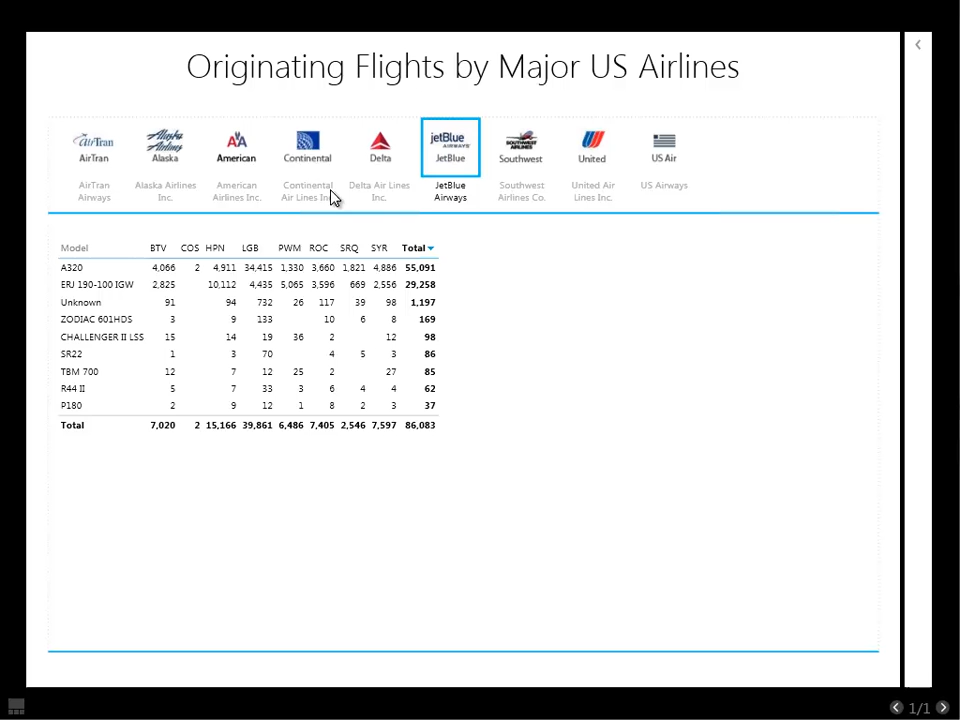 Originating Flights by Major US Airlines
airTran Alaska Airlines AA jetBlue AIRWAYS SOUTHWEST AIRLINES
AirTran Alaska American Continental Delta JetBlue Southwest United US Air
AirTran Alaska Airlines American Continental Delta Air Lines JetBlue Southwest United Air US Airways
Airways Inc. Airlines Inc. Air Lines Inc. Inc. Airways Airlines Co. Lines Inc.
Model BTV COS HPN LGB PWM ROC SRQ SYR Total
A320 4,066 2 4,911 34,415 1,330 3,660 1,821 4,886 55,091
ERJ 190-100 IGW 2,825 10,112 4,435 5,065 3,596 669 2,556 29,258
Unknown 91 94 732 26 117 39 98 1,197
ZODIAC 601HDS 3 9 133 10 6 8 169
CHALLENGER II LSS 15 14 19 36 2 12 98
SR22 1 3 70 4 5 3 86
TBM 700 12 7 12 25 2 27 85
R44 II 5 7 33 3 6 4 4 62
P180 2 9 12 1 8 2 3 37
Total 7,020 2 15,166 39,861 6,486 7,405 2,546 7,597 86,083
1/1